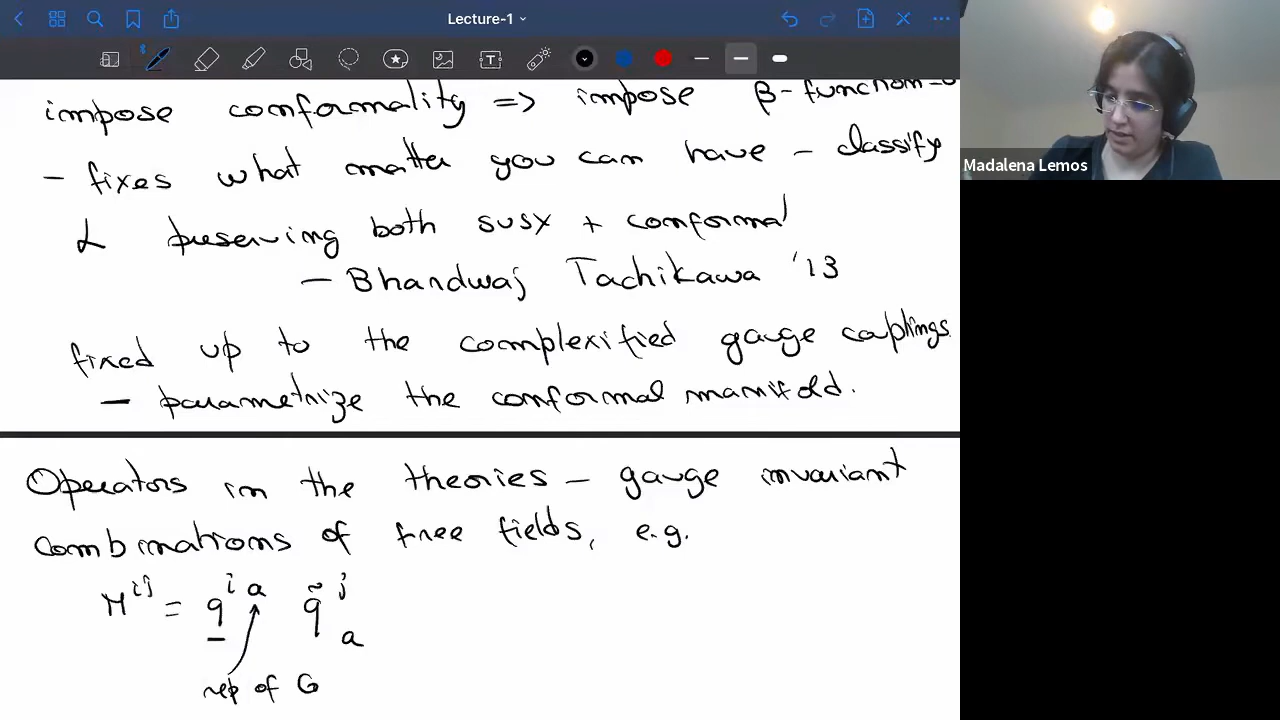 Lecture-1
Madalena Lemos
impose conformality => impose β-function=0
- fixes what matter you can have - classify
L preserving both SUSY + conformal
- Bhardwaj Tachikawa '13
fixed up to the complexified gauge couplings.
- parametrize the conformal manifold.
Operators in the theories - gauge invariant
combinations of free fields, e.g.
M^{ij} = q^{i a} q̃^{j}_{a}
rep of G